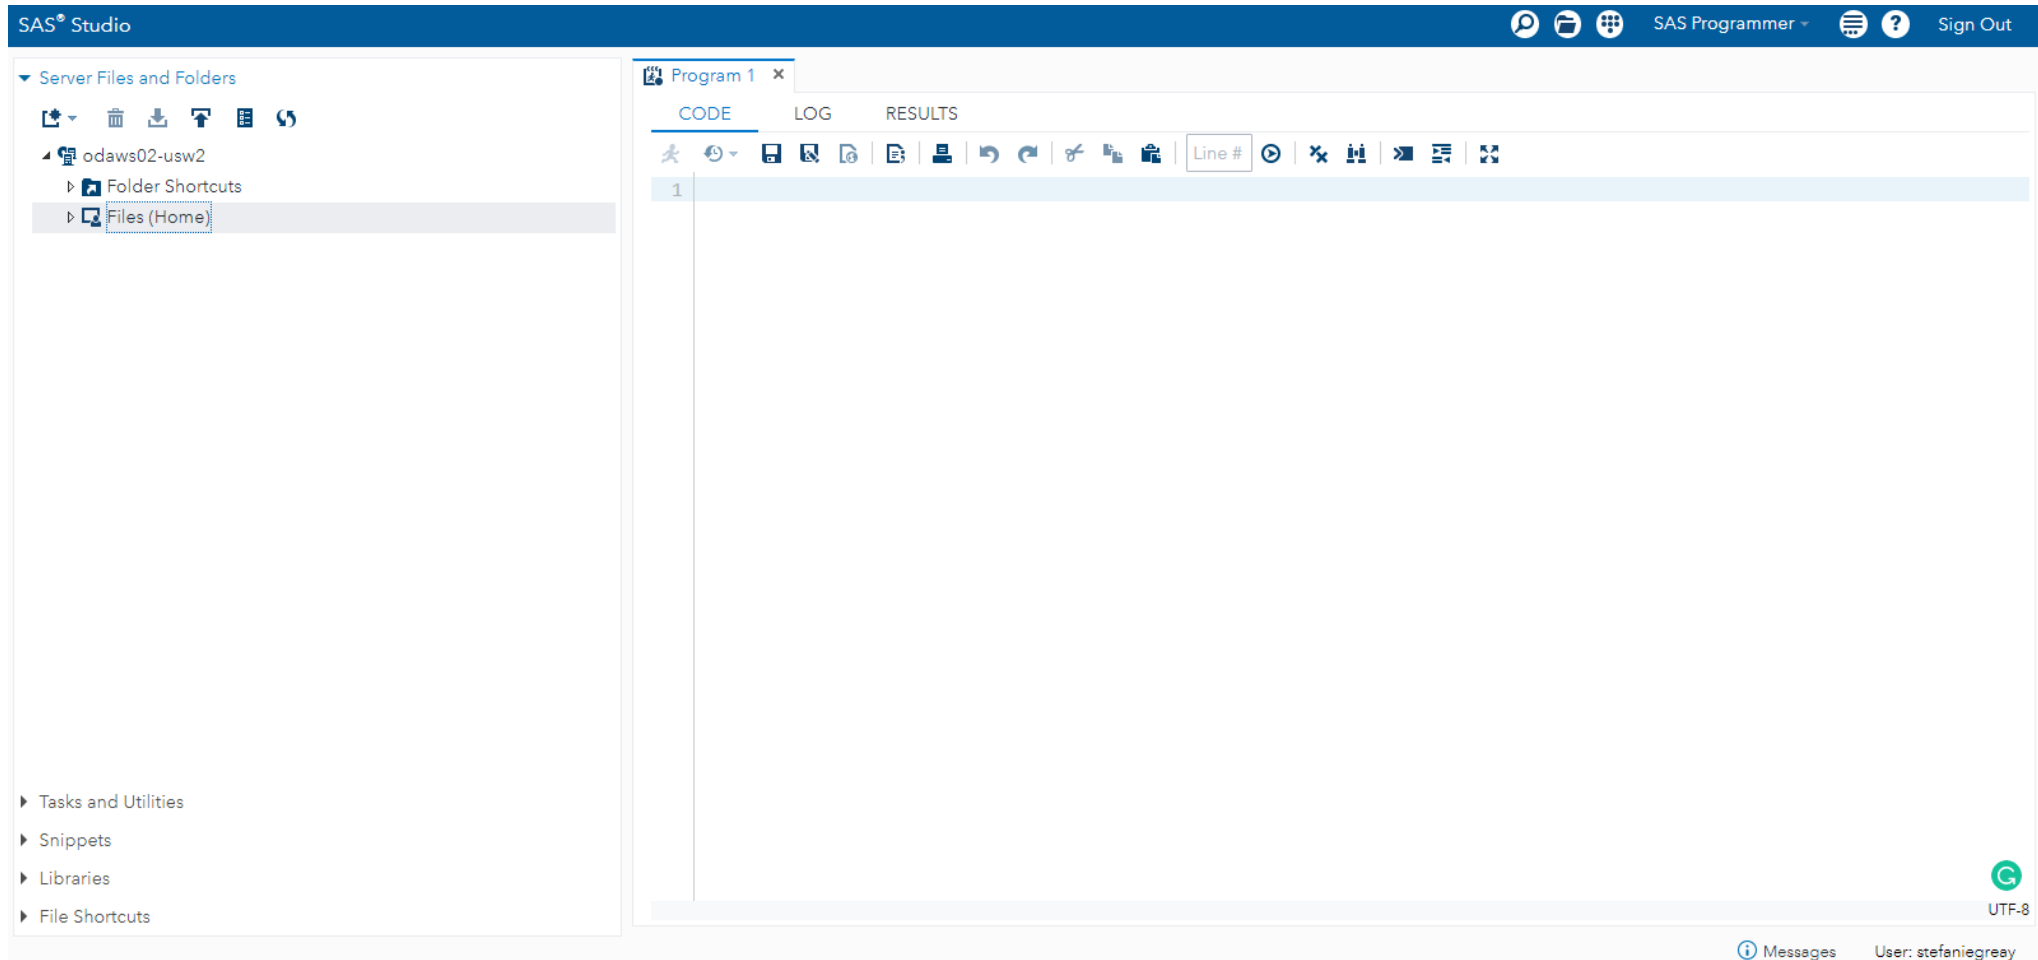 SAS® Studio
SAS Programmer
Sign Out
Server Files and Folders
odaws02-usw2
Folder Shortcuts
Files (Home)
Tasks and Utilities
Snippets
Libraries
File Shortcuts
Program 1
CODE LOG RESULTS
Line #
1
UTF-8
Messages User: stefaniegreay